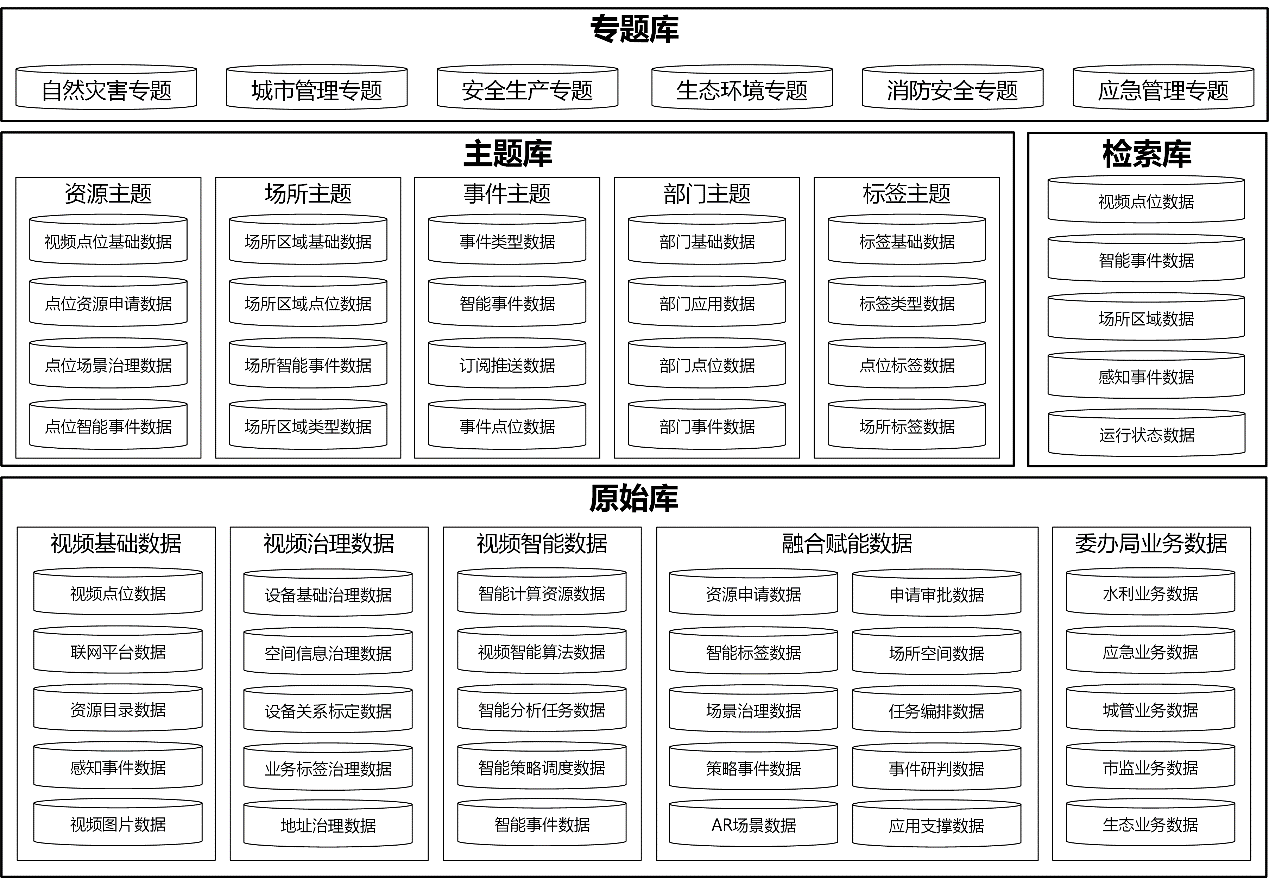 专题库
自然灾害专题
城市管理专题
安全生产专题
生态环境专题
消防安全专题
应急管理专题
主题库
资源主题
视频点位基础数据
点位资源申请数据
点位场景治理数据
点位智能事件数据
场所主题
场所区域基础数据
场所区域点位数据
场所智能事件数据
场所区域类型数据
事件主题
事件类型数据
智能事件数据
订阅推送数据
事件点位数据
部门主题
部门基础数据
部门应用数据
部门点位数据
部门事件数据
标签主题
标签基础数据
标签类型数据
点位标签数据
场所标签数据
检索库
视频点位数据
智能事件数据
场所区域数据
感知事件数据
运行状态数据
原始库
视频基础数据
视频点位数据
联网平台数据
资源目录数据
感知事件数据
视频图片数据
视频治理数据
设备基础治理数据
空间信息治理数据
设备关系标定数据
业务标签治理数据
地址治理数据
视频智能数据
智能计算资源数据
视频智能算法数据
智能分析任务数据
智能策略调度数据
智能事件数据
融合赋能数据
资源申请数据
申请审批数据
智能标签数据
场所空间数据
场景治理数据
任务编排数据
策略事件数据
事件研判数据
AR场景数据
应用支撑数据
委办局业务数据
水利业务数据
应急业务数据
城管业务数据
市监业务数据
生态业务数据